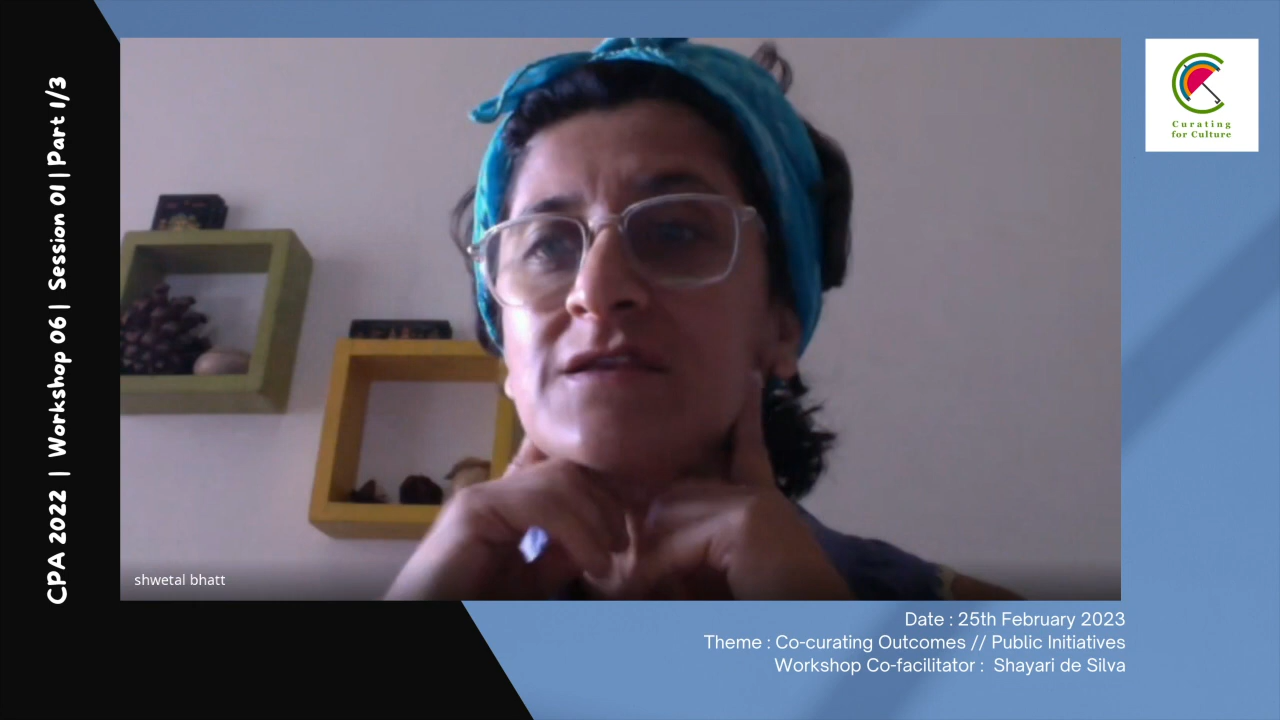 CPA 2022 | Workshop 06 | Session 01 | Part 1/3
Curating
for Culture
shwetal bhatt
Date : 25th February 2023
Theme : Co-curating Outcomes // Public Initiatives
Workshop Co-facilitator : Shayari de Silva